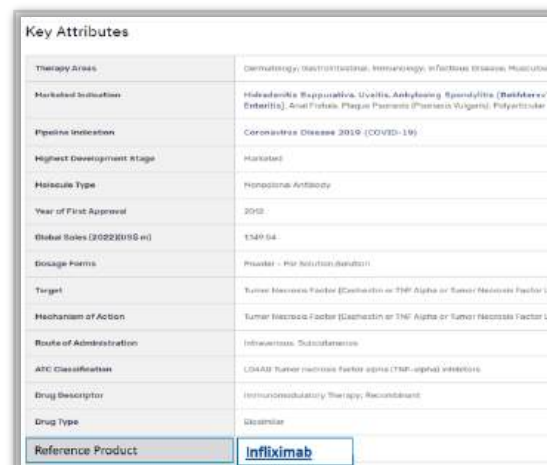 Key Attributes
Therapy Areas
Dermatology; Gastrointestinal; Immunology; Infectious Disease;
Marketed Indication
Hidradenitis Suppurativa, Uveitis, Ankylosing Spondylitis
Enteritis), Anal Fistula, Plaque Psoriasis (Psoriasis Vulgaris), Polyarticular
Pipeline Indication
Coronavirus Disease 2019 (COVID-19)
Highest Development Stage
Marketed
Molecule Type
Monoclonal Antibody
Year of First Approval
Global Sales (2022)(US$ m)
Dosage Forms
Powder - For Solution
Target
Tumor Necrosis Factor (Cachectin or TNF Alpha or Tumor Necrosis Factor L
Mechanism of Action
Tumor Necrosis Factor (Cachectin or TNF Alpha or Tumor Necrosis Factor L
Route of Administration
Intravenous; Subcutaneous
ATC Classification
Tumor necrosis factor alpha (TNF-alpha) inhibitors
Drug Descriptor
Immunomodulatory Therapy; Recombinant
Drug Type
Biosimilar
Reference Product
Infliximab